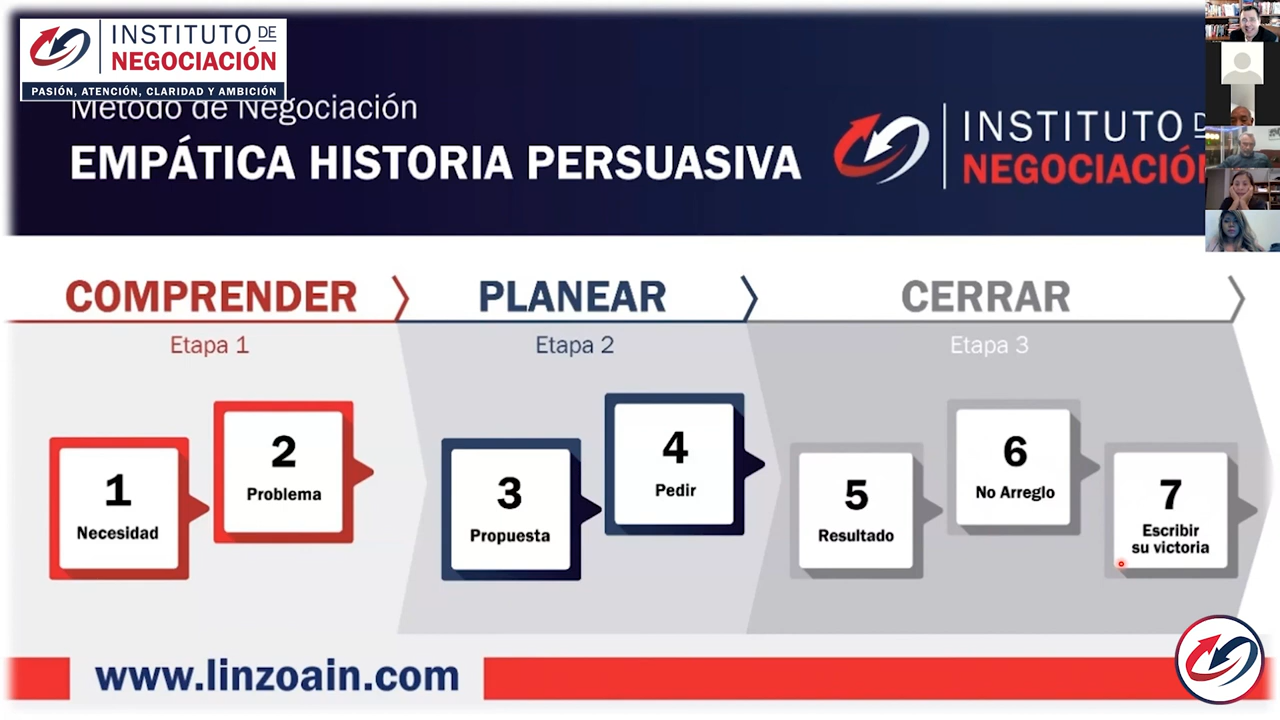 INSTITUTO DE
NEGOCIACIÓN
PASIÓN, ATENCIÓN, CLARIDAD Y AMBICIÓN
Método de Negociación
EMPÁTICA HISTORIA PERSUASIVA
INSTITUTO D
NEGOCIACIÓN
COMPRENDER
PLANEAR
CERRAR
Etapa 1
Etapa 2
Etapa 3
1
Necesidad
2
Problema
3
Propuesta
4
Pedir
5
Resultado
6
No Arreglo
7
Escribir
su victoria
www.linzoain.com